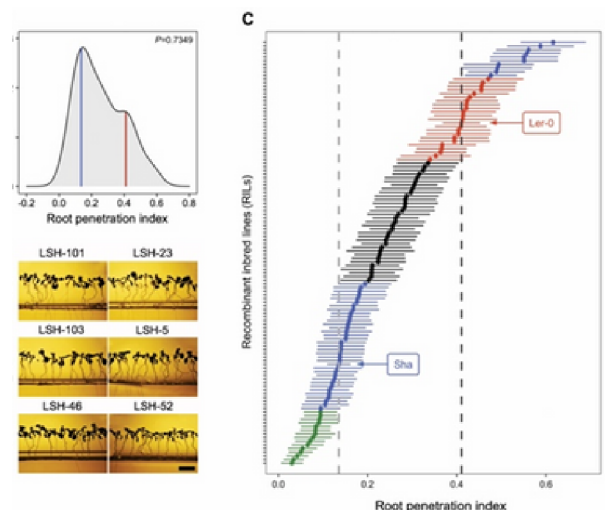 C
P=0.7349
-0.2 0.0 0.2 0.4 0.6 0.8
Root penetration index
LSH-101 LSH-23
LSH-103 LSH-5
LSH-46 LSH-52
Recombinant inbred lines (RILs)
Ler-0
Sha
0.0 0.2 0.4 0.6
Root penetration index